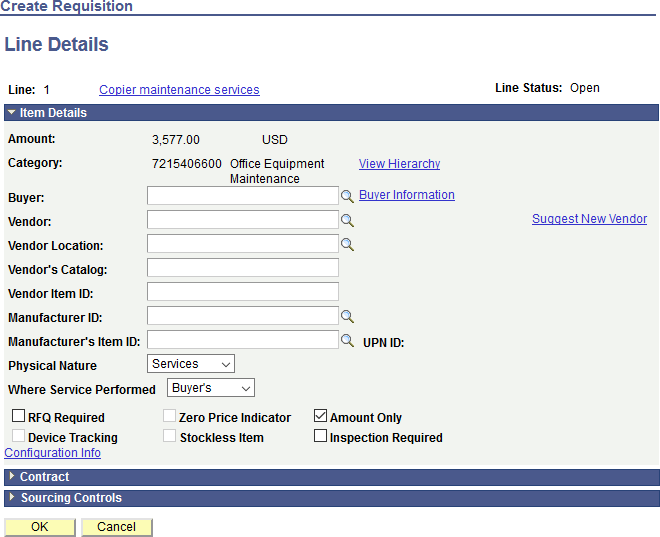 Create Requisition
Line Details
Line: 1 Copier maintenance services Line Status: Open
Item Details
Amount: 3,577.00 USD
Category: 7215406600 Office Equipment Maintenance View Hierarchy
Buyer: Buyer Information
Vendor: Suggest New Vendor
Vendor Location:
Vendor's Catalog:
Vendor Item ID:
Manufacturer ID:
Manufacturer's Item ID: UPN ID:
Physical Nature Services
Where Service Performed Buyer's
RFQ Required Zero Price Indicator Amount Only
Device Tracking Stockless Item Inspection Required
Configuration Info
Contract
Sourcing Controls
OK Cancel